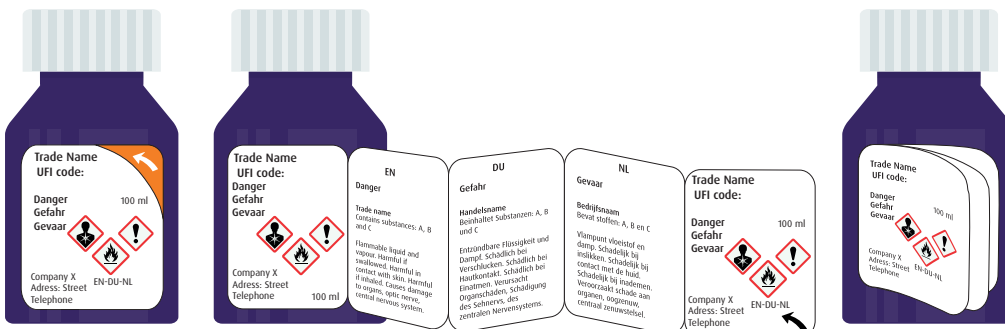 Trade Name
UFI code:
Danger
100 ml
Gefahr
Gevaar
Company X
EN-DU-NL
Adress: Street
Telephone
Trade Name
UFI code:
Danger
Gefahr
Gevaar
Company X
Adress: Street
Telephone
100 ml
EN
Danger
Trade name
Contains substances: A, B
and C
Flammable liquid and
vapour. Harmful if
swallowed. Harmful in
contact with skin. Harmful
if inhaled. Causes damage
to organs, optic nerve,
central nervous system.
DU
Gefahr
Handelsname
Beinhaltet Substanzen: A, B
und C
Entzündbare Flüssigkeit und
Dampf. Schädlich bei
Verschlucken. Schädlich bei
Hautkontakt. Schädlich bei
Einatmen. Verursacht
Organschäden, Schädigung
des Sehnervs, des
zentralen Nervensystems.
NL
Gevaar
Bedrijfsnaam
Bevat stoffen: A, B en C
Vlampunt vloeistof en
damp. Schadelijk bij
inslikken. Schadelijk bij
contact met de huid.
Schadelijk bij inademen.
Veroorzaakt schade aan
organen, oogzenuw,
centraal zenuwstelsel.
Trade Name
UFI code:
Danger
100 ml
Gefahr
Gevaar
Company X
EN-DU-NL
Adress: Street
Telephone
Trade Name
UFI code:
Danger
100 ml
Gefahr
Gevaar
Company X
EN-DU-NL
Adress: Street
Telephone